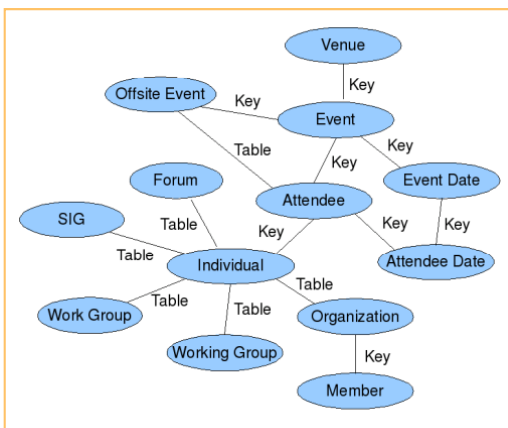 Venue
Key
Offsite Event
Key
Event
Table
Key
Key
Forum
Attendee
Event Date
SIG
Table
Key
Key
Key
Table
Individual
Attendee Date
Table
Table
Table
Work Group
Organization
Working Group
Key
Member